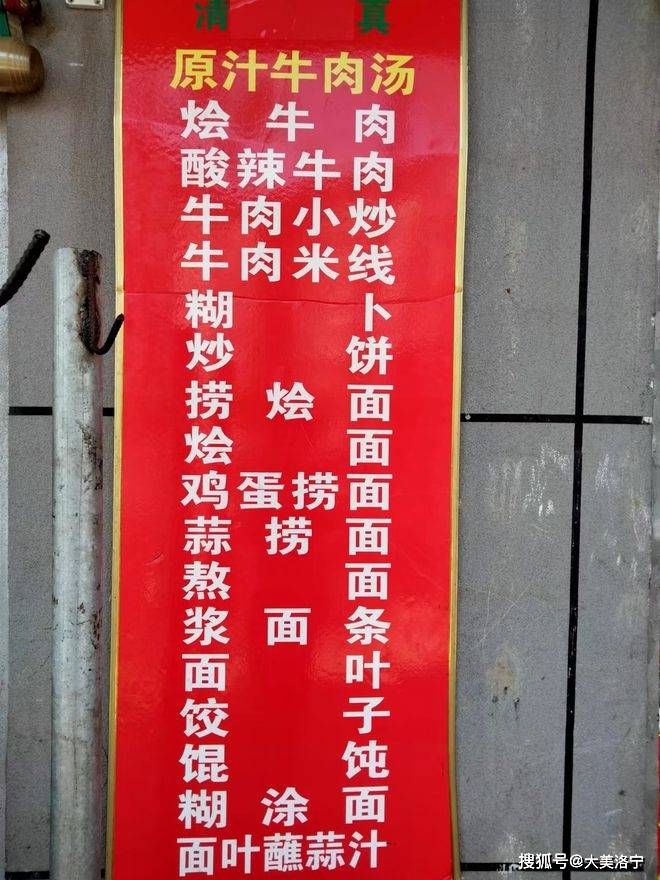 清真
原汁牛肉汤
烩牛肉
酸辣牛肉
牛肉小炒
牛肉米线
糊卜
炒饼
捞烩面
烩面
鸡蛋捞面
蒜捞面
熬面
浆面条
面叶
饺子
馄饨
糊涂面
面叶蘸蒜汁
搜狐号@大美洛宁